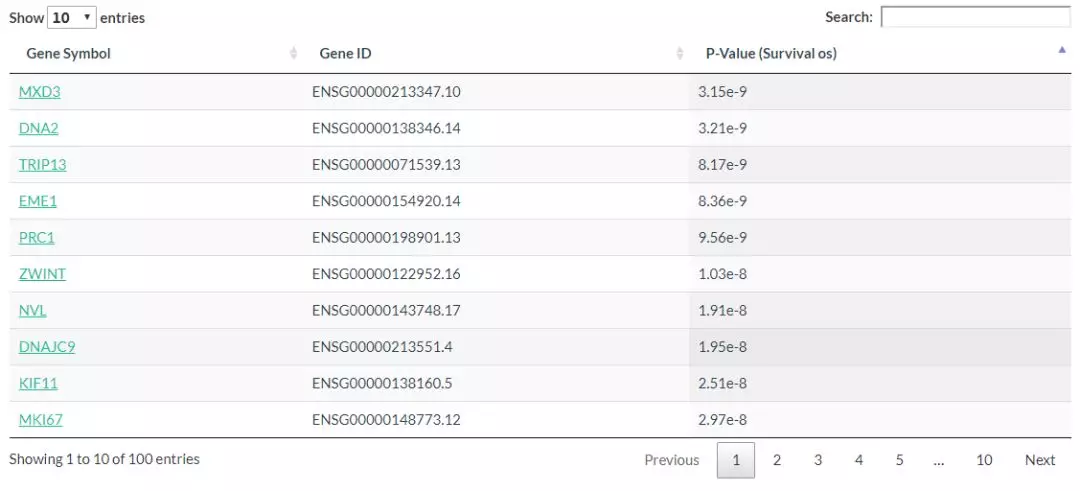 Show 10 entries Search:
Gene Symbol Gene ID P-Value (Survival os)
MXD3 ENSG00000213347.10 3.15e-9
DNA2 ENSG00000138346.14 3.21e-9
TRIP13 ENSG00000071539.13 8.17e-9
EME1 ENSG00000154920.14 8.36e-9
PRC1 ENSG00000198901.13 9.56e-9
ZWINT ENSG00000122952.16 1.03e-8
NVL ENSG00000143748.17 1.91e-8
DNAJC9 ENSG00000213551.4 1.95e-8
KIF11 ENSG00000138160.5 2.51e-8
MKI67 ENSG00000148773.12 2.97e-8
Showing 1 to 10 of 100 entries Previous 1 2 3 4 5 ... 10 Next